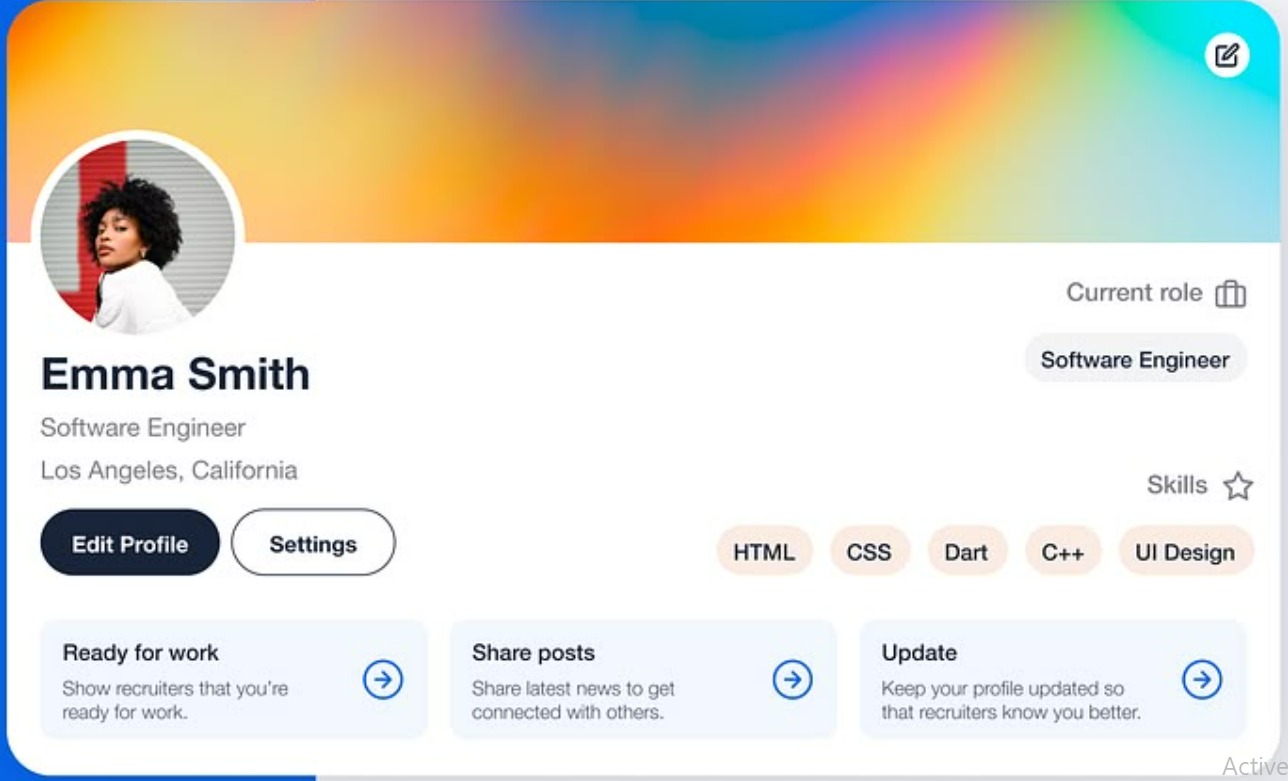 Current role
Software Engineer
Emma Smith
Software Engineer
Los Angeles, California
Skills
Edit Profile
Settings
HTML
CSS
Dart
C++
UI Design
Ready for work
Show recruiters that you're
ready for work.
Share posts
Share latest news to get
connected with others.
Update
Keep your profile updated so
that recruiters know you better.
Active